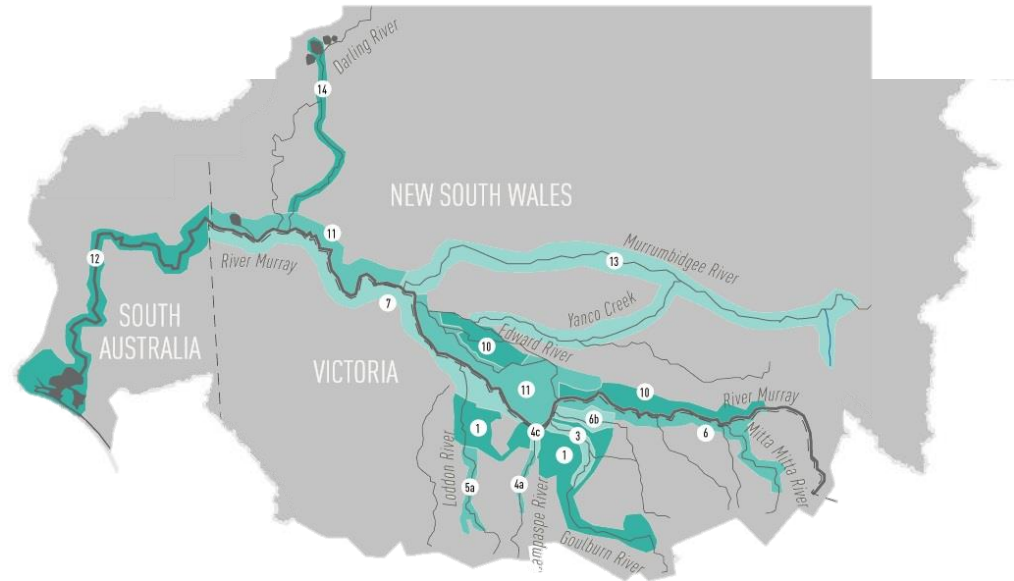 Darling River
14
NEW SOUTH WALES
11
12
River Murray
Murrumbidgee River
13
7
SOUTH
AUSTRALIA
Yanco Creek
Edward River
10
VICTORIA
11
10
River Murray
6b
6
1
4c
3
1
Mitta Mitta River
Loddon River
5a
4a
ampaspe River
Goulburn River